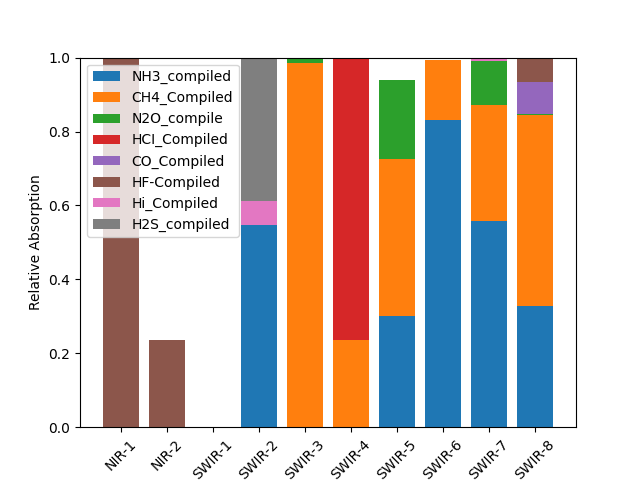 1.0
0.8
0.6
0.4
0.2
0.0
Relative Absorption
NH3_compiled
CH4_Compiled
N2O_compile
HCI_Compiled
CO_Compiled
HF-Compiled
Hi_compiled
H2S_compiled
NIR-1
NIR-2
SWIR-1
SWIR-2
SWIR-3
SWIR-4
SWIR-5
SWIR-6
SWIR-7
SWIR-8